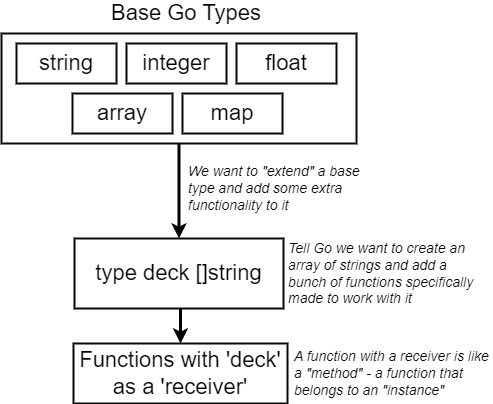 Base Go Types
string integer float
array map
We want to "extend" a base
type and add some extra
functionality to it
type deck []string
Tell Go we want to create an
array of strings and add a
bunch of functions specifically
made to work with it
Functions with 'deck'
as a 'receiver'
A function with a receiver is like
a "method" - a function that
belongs to an "instance"